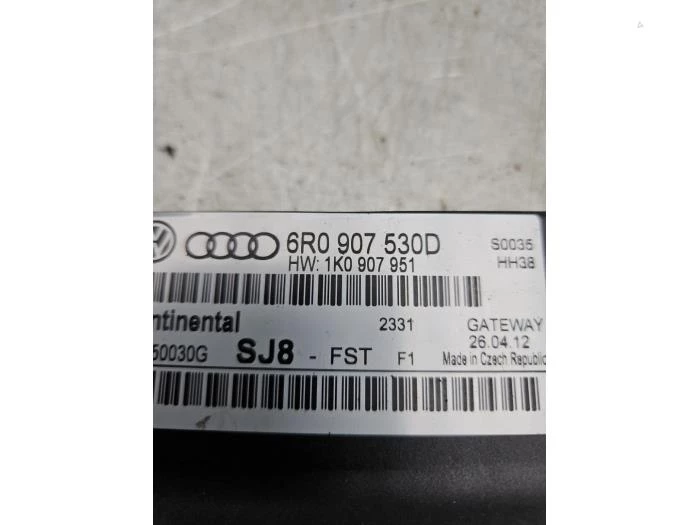 6R0 907 530D S0035
HW: 1K0 907 951 HH38
ntinental 2331 GATEWAY
50030G SJ8 - FST F1 26.04.12
Made in Czech Republic